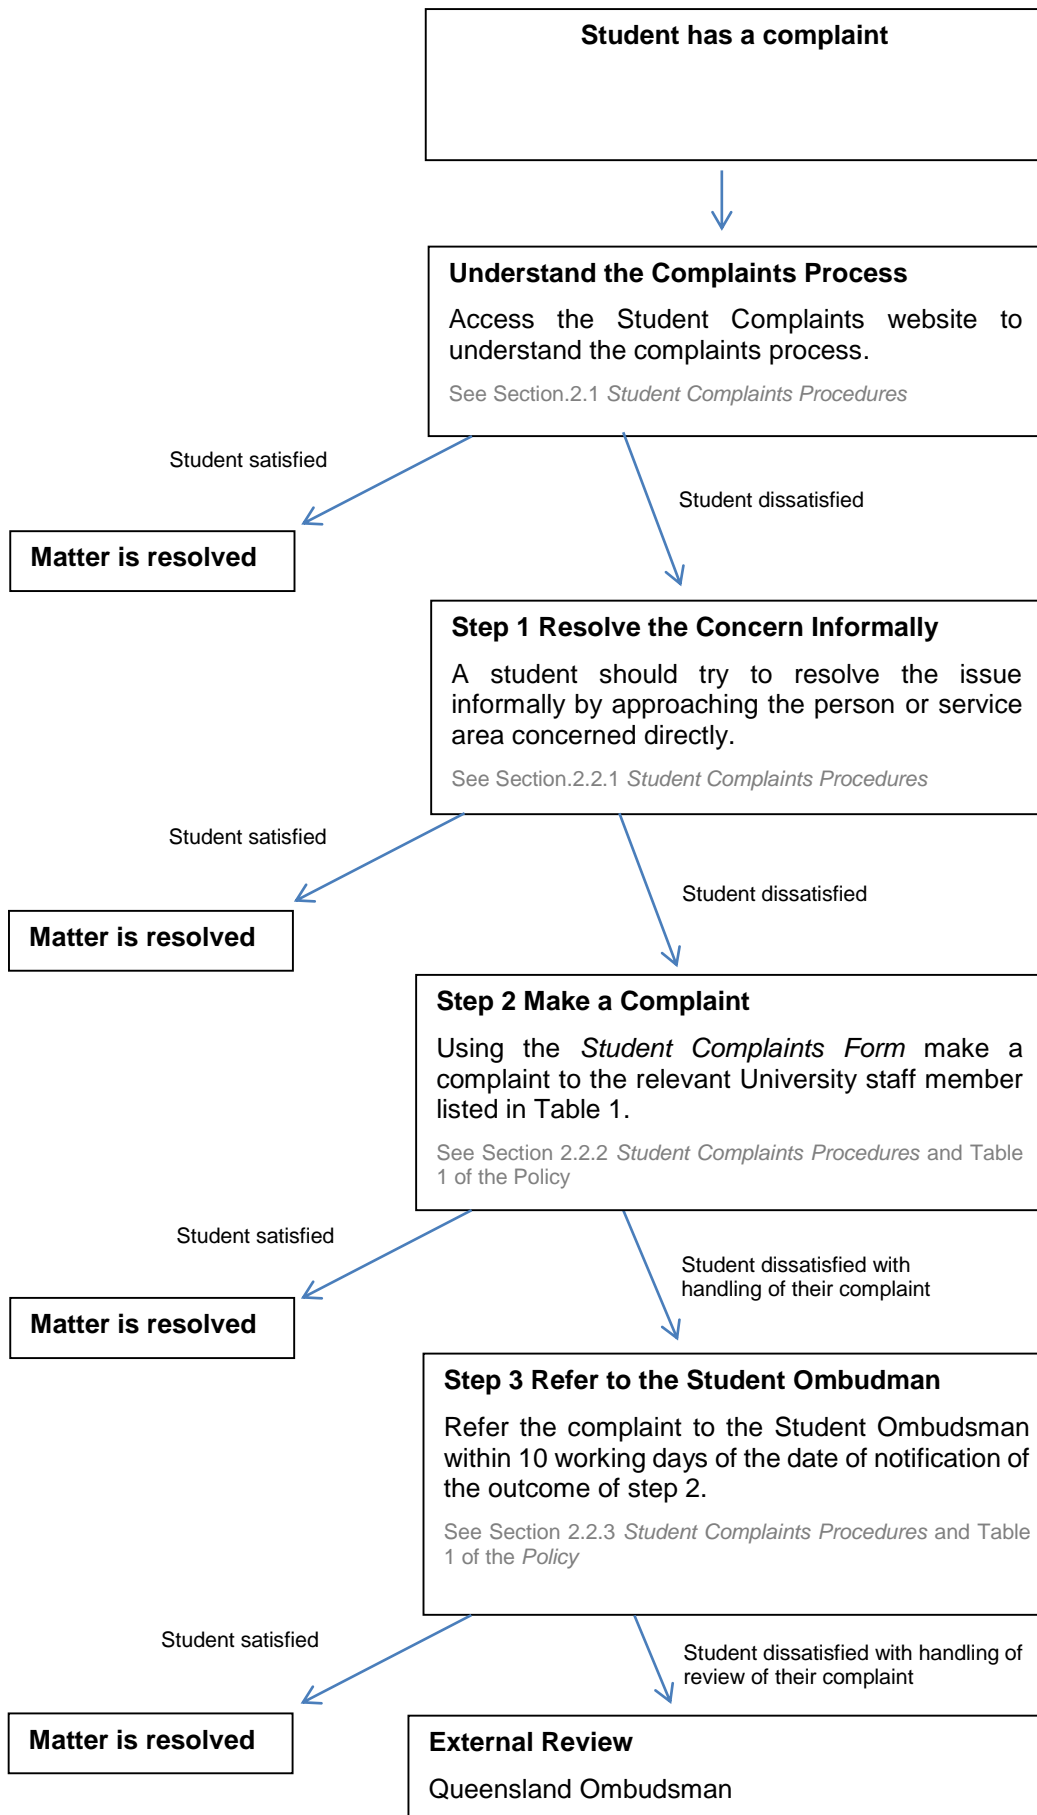 Student has a complaint
Understand the Complaints Process
Access the Student Complaints website to
understand the complaints process.
See Section.2.1 Student Complaints Procedures
Student satisfied
Student dissatisfied
Matter is resolved
Step 1 Resolve the Concern Informally
A student should try to resolve the issue
informally by approaching the person or service
area concerned directly.
See Section.2.2.1 Student Complaints Procedures
Student satisfied
Student dissatisfied
Matter is resolved
Step 2 Make a Complaint
Using the Student Complaints Form make a
complaint to the relevant University staff member
listed in Table 1.
See Section 2.2.2 Student Complaints Procedures and Table
1 of the Policy
Student satisfied
Student dissatisfied with
handling of their complaint
Matter is resolved
Step 3 Refer to the Student Ombudman
Refer the complaint to the Student Ombudsman
within 10 working days of the date of notification of
the outcome of step 2.
See Section 2.2.3 Student Complaints Procedures and Table
1 of the Policy
Student satisfied
Student dissatisfied with handling of
review of their complaint
Matter is resolved
External Review
Queensland Ombudsman